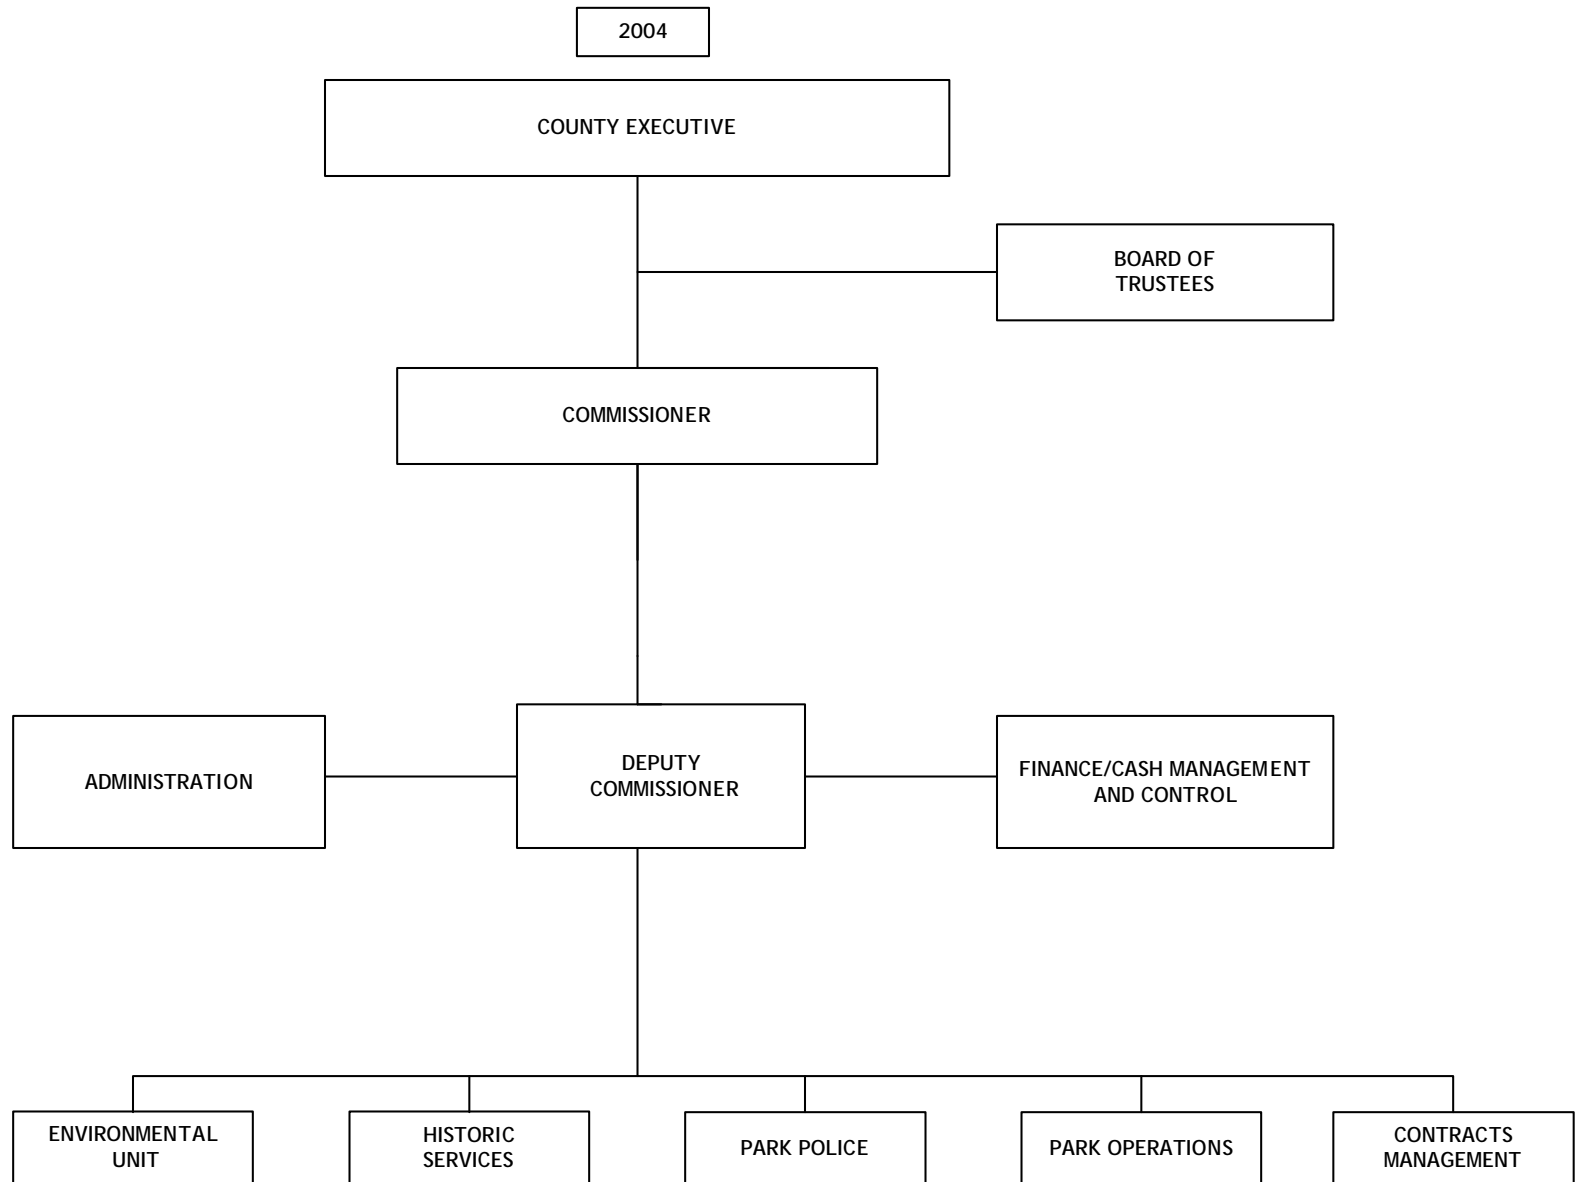 2004
COUNTY EXECUTIVE
BOARD OF
TRUSTEES
COMMISSIONER
ADMINISTRATION
DEPUTY
COMMISSIONER
FINANCE/CASH MANAGEMENT
AND CONTROL
ENVIRONMENTAL
UNIT
HISTORIC
SERVICES
PARK POLICE
PARK OPERATIONS
CONTRACTS
MANAGEMENT